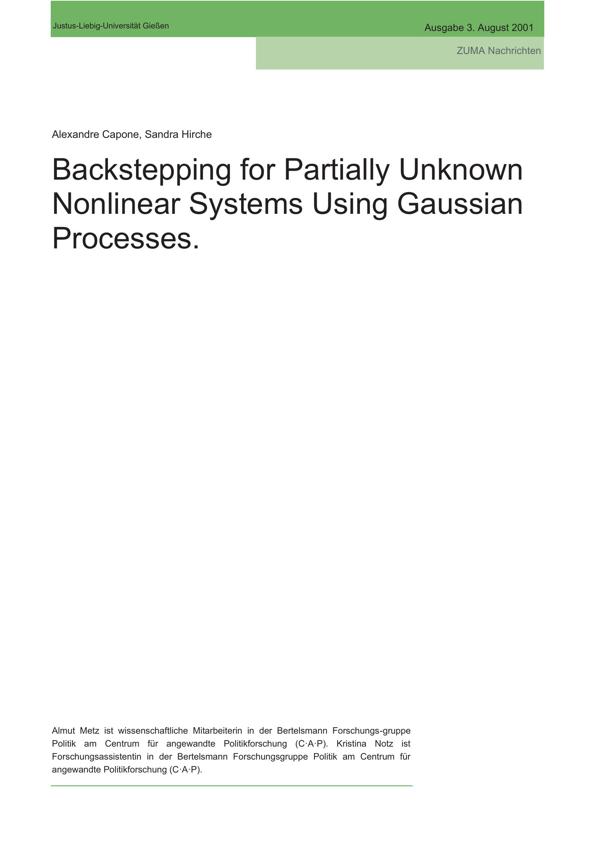 Justus-Liebig-Universität Gießen
Ausgabe 3. August 2001
ZUMA Nachrichten
Alexandre Capone, Sandra Hirche
Backstepping for Partially Unknown
Nonlinear Systems Using Gaussian
Processes.
Almut Metz ist wissenschaftliche Mitarbeiterin in der Bertelsmann Forschungs-gruppe
Politik am Centrum für angewandte Politikforschung (C·A·P). Kristina Notz ist
Forschungsassistentin in der Bertelsmann Forschungsgruppe Politik am Centrum für
angewandte Politikforschung (C·A·P).